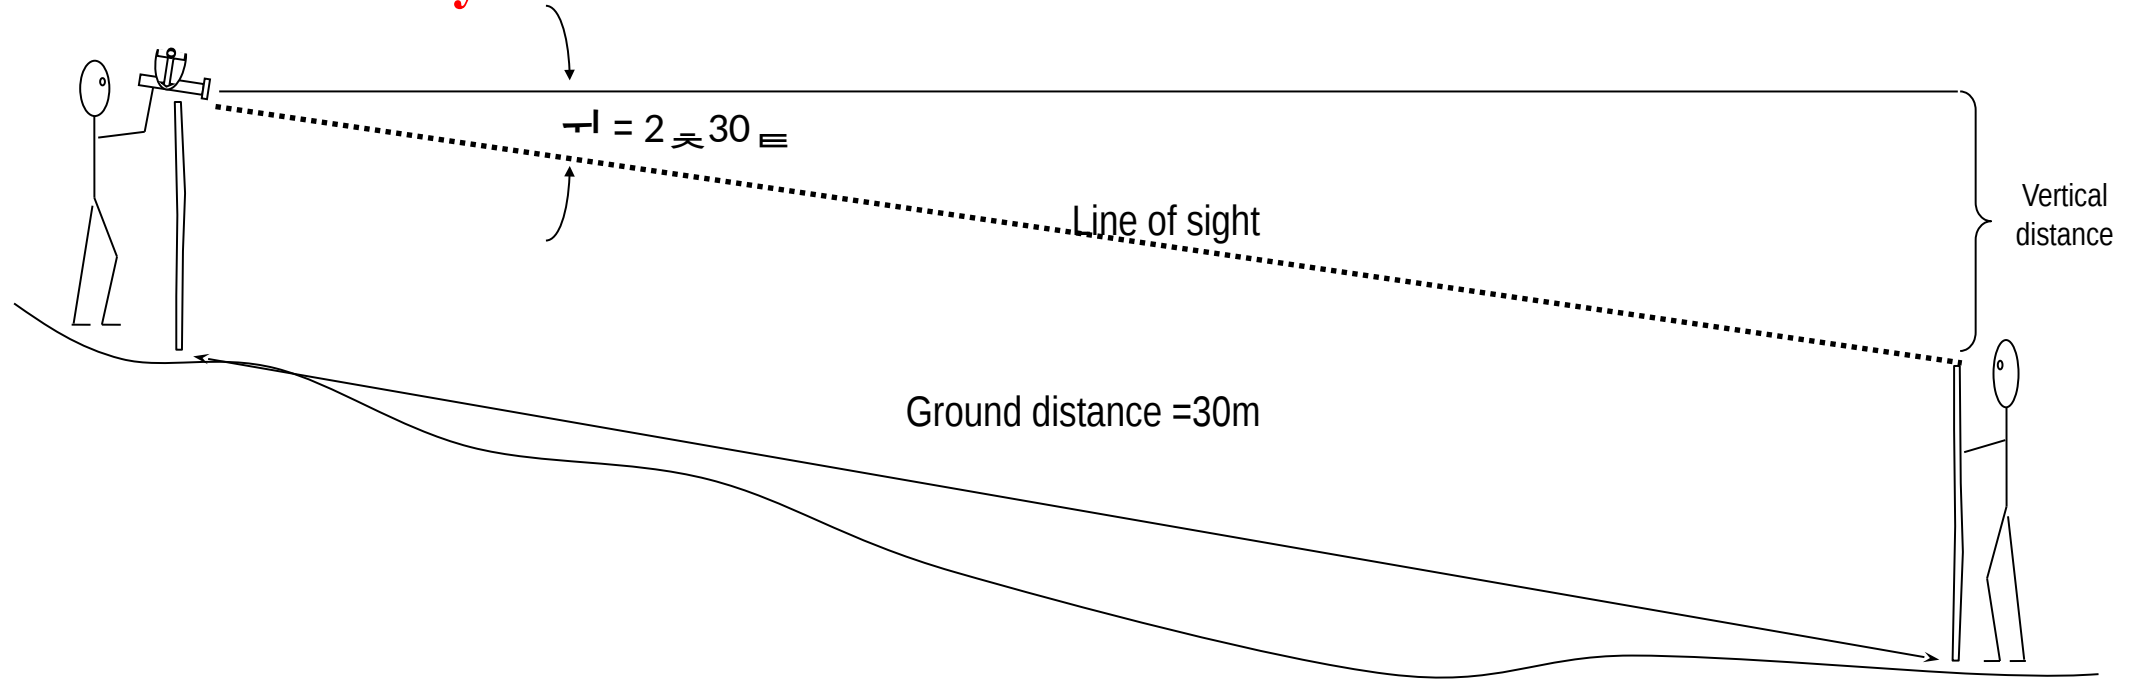 = 2 30
Line of sight
Vertical
distance
Ground distance =30m